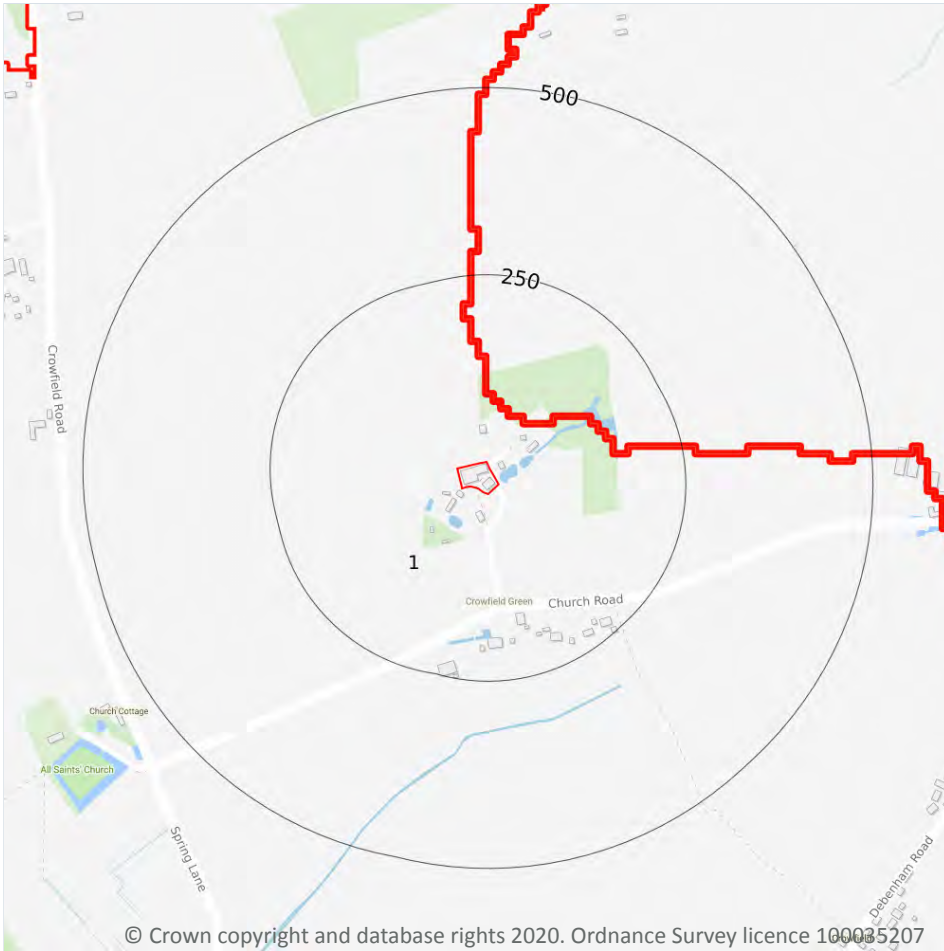 500
250
Crowfield Road
1
Crowfield Green
Church Road
Church Cottage
All Saints' Church
Spring Lane
Debenham Road
Crowfield
© Crown copyright and database rights 2020. Ordnance Survey licence 100035207